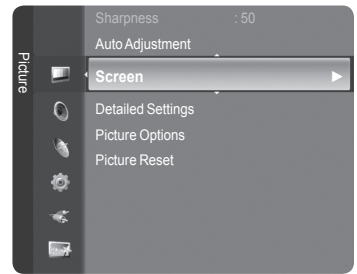 Picture
Sharpness : 50
Auto Adjustment
Screen
Detailed Settings
Picture Options
Picture Reset